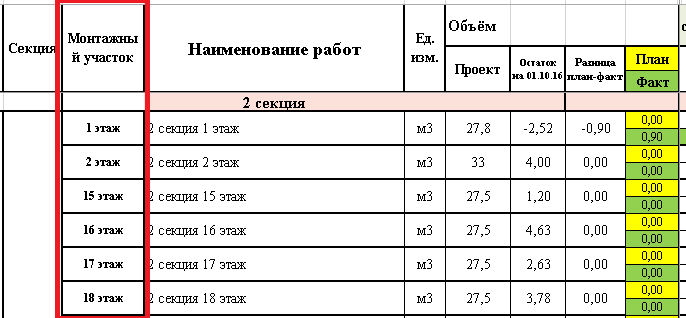 Секция Монтажны й участок Наименование работ Ед. изм. Объём
Проект Остаток на 01.10.16 Разница план-факт План
Факт
2 секция
1 этаж 2 секция 1 этаж м3 27,8 -2,52 -0,90 0,00
0,90
2 этаж 2 секция 2 этаж м3 33 4,00 0,00 0,00
0,00
15 этаж 2 секция 15 этаж м3 27,5 1,20 0,00 0,00
0,00
16 этаж 2 секция 16 этаж м3 27,5 4,63 0,00 0,00
0,00
17 этаж 2 секция 17 этаж м3 27,5 2,63 0,00 0,00
0,00
18 этаж 2 секция 18 этаж м3 27,5 3,78 0,00 0,00
0,00